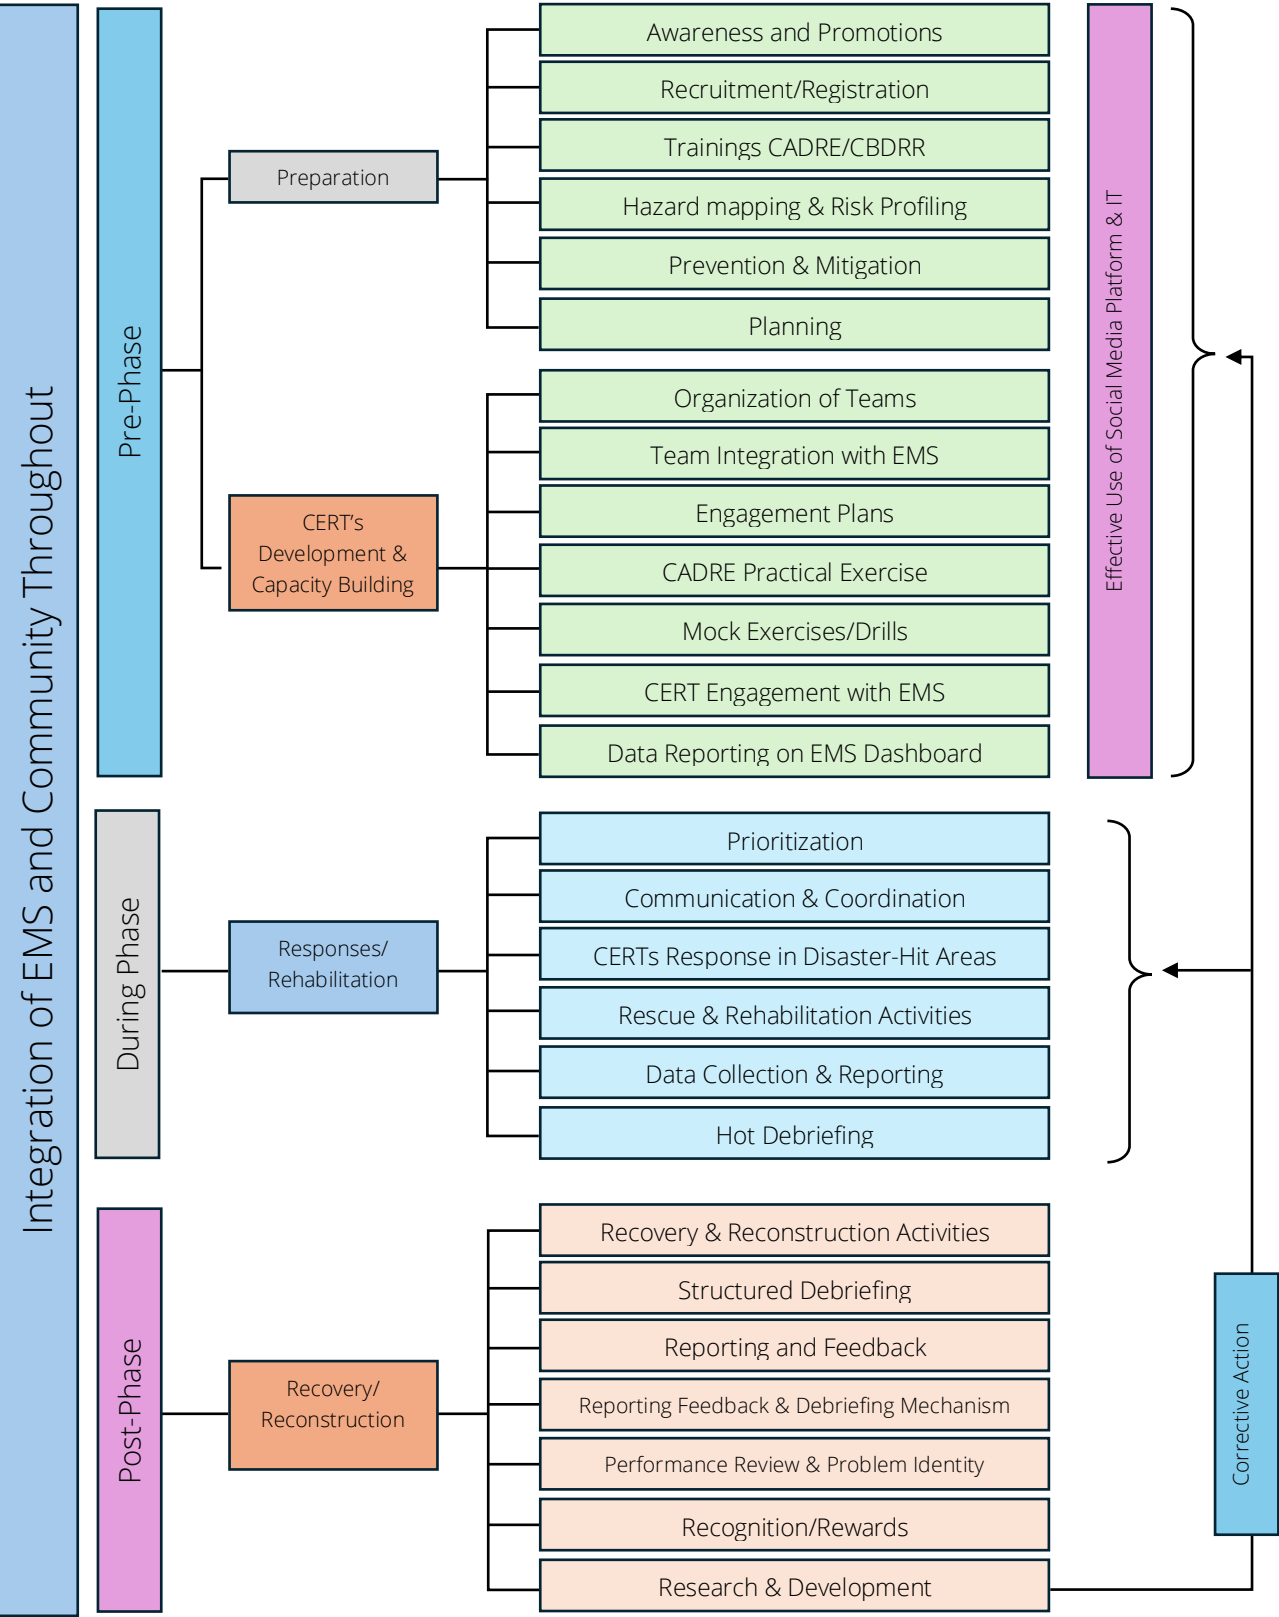 Integration of EMS and Community Throughout
Pre-Phase
Preparation
Awareness and Promotions
Recruitment/Registration
Trainings CADRE/CBDRR
Hazard mapping & Risk Profiling
Prevention & Mitigation
Planning
CERT’s
Development &
Capacity Building
Organization of Teams
Team Integration with EMS
Engagement Plans
CADRE Practical Exercise
Mock Exercises/Drills
CERT Engagement with EMS
Data Reporting on EMS Dashboard
Effective Use of Social Media Platform & IT
During Phase
Responses/
Rehabilitation
Prioritization
Communication & Coordination
CERTs Response in Disaster-Hit Areas
Rescue & Rehabilitation Activities
Data Collection & Reporting
Hot Debriefing
Post-Phase
Recovery/
Reconstruction
Recovery & Reconstruction Activities
Structured Debriefing
Reporting and Feedback
Reporting Feedback & Debriefing Mechanism
Performance Review & Problem Identity
Recognition/Rewards
Research & Development
Corrective Action